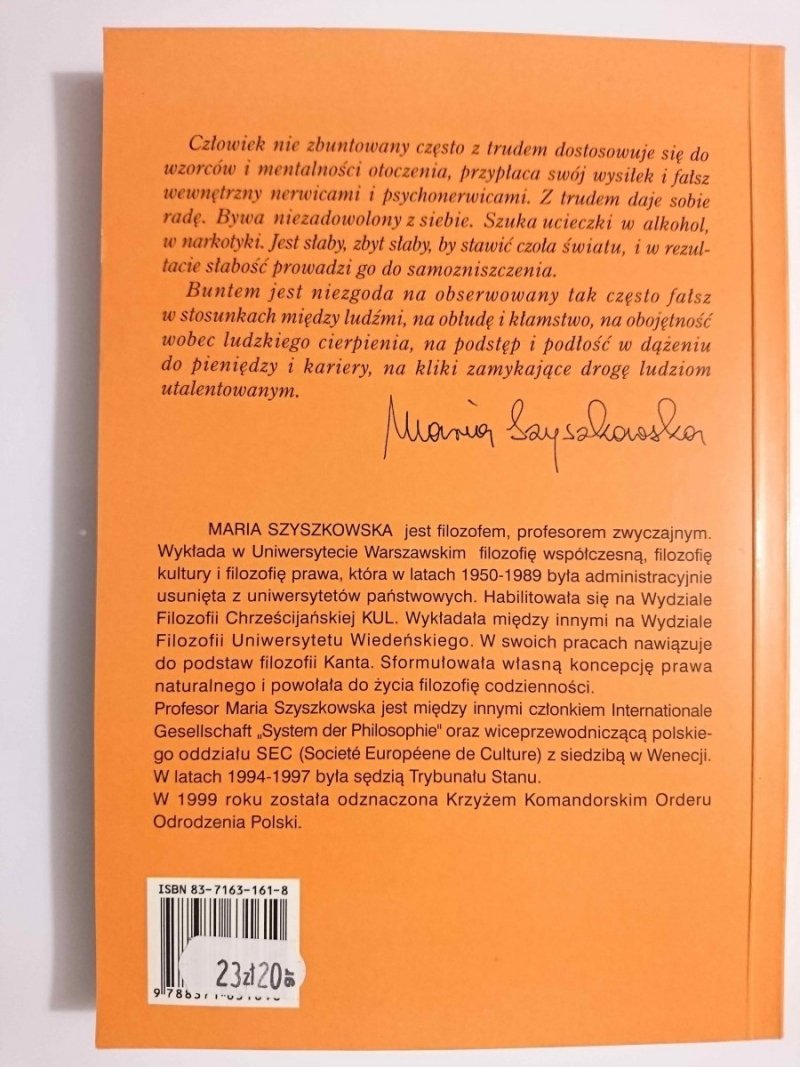 Człowiek nie zbuntowany często z trudem dostosowuje się do
wzorców i mentalności otoczenia, przypłaca swój wysiłek i fałsz
wewnętrzny nerwicami i psychonerwicami. Z trudem daje sobie
radę. Bywa niezadowolony z siebie. Szuka ucieczki w alkohol,
w narkotyki. Jest słaby, zbyt słaby, by stawić czoła światu, i w rezul-
tacie słabość prowadzi go do samozniszczenia.
Buntem jest niezgoda na obserwowany tak często fałsz
w stosunkach między ludźmi, na obłudę i kłamstwo, na obojętność
wobec ludzkiego cierpienia, na podstęp i podłość w dążeniu
do pieniędzy i kariery, na kliki zamykające drogę ludziom
utalentowanym.
Maria Szyszkowska
MARIA SZYSZKOWSKA jest filozofem, profesorem zwyczajnym.
Wykłada w Uniwersytecie Warszawskim filozofię współczesną, filozofię
kultury i filozofię prawa, która w latach 1950-1989 była administracyjnie
usunięta z uniwersytetów państwowych. Habilitowała się na Wydziale
Filozofii Chrześcijańskiej KUL. Wykładała między innymi na Wydziale
Filozofii Uniwersytetu Wiedeńskiego. W swoich pracach nawiązuje
do podstaw filozofii Kanta. Sformułowała własną koncepcję prawa
naturalnego i powołała do życia filozofię codzienności.
Profesor Maria Szyszkowska jest między innymi członkiem Internationale
Gesellschaft „System der Philosophie" oraz wiceprzewodniczącą polskie-
go oddziału SEC (Societé Européene de Culture) z siedzibą w Wenecji.
W latach 1994-1997 była sędzią Trybunału Stanu.
W 1999 roku została odznaczona Krzyżem Komandorskim Orderu
Odrodzenia Polski.
ISBN 83-7163-161-8
23zł20gr